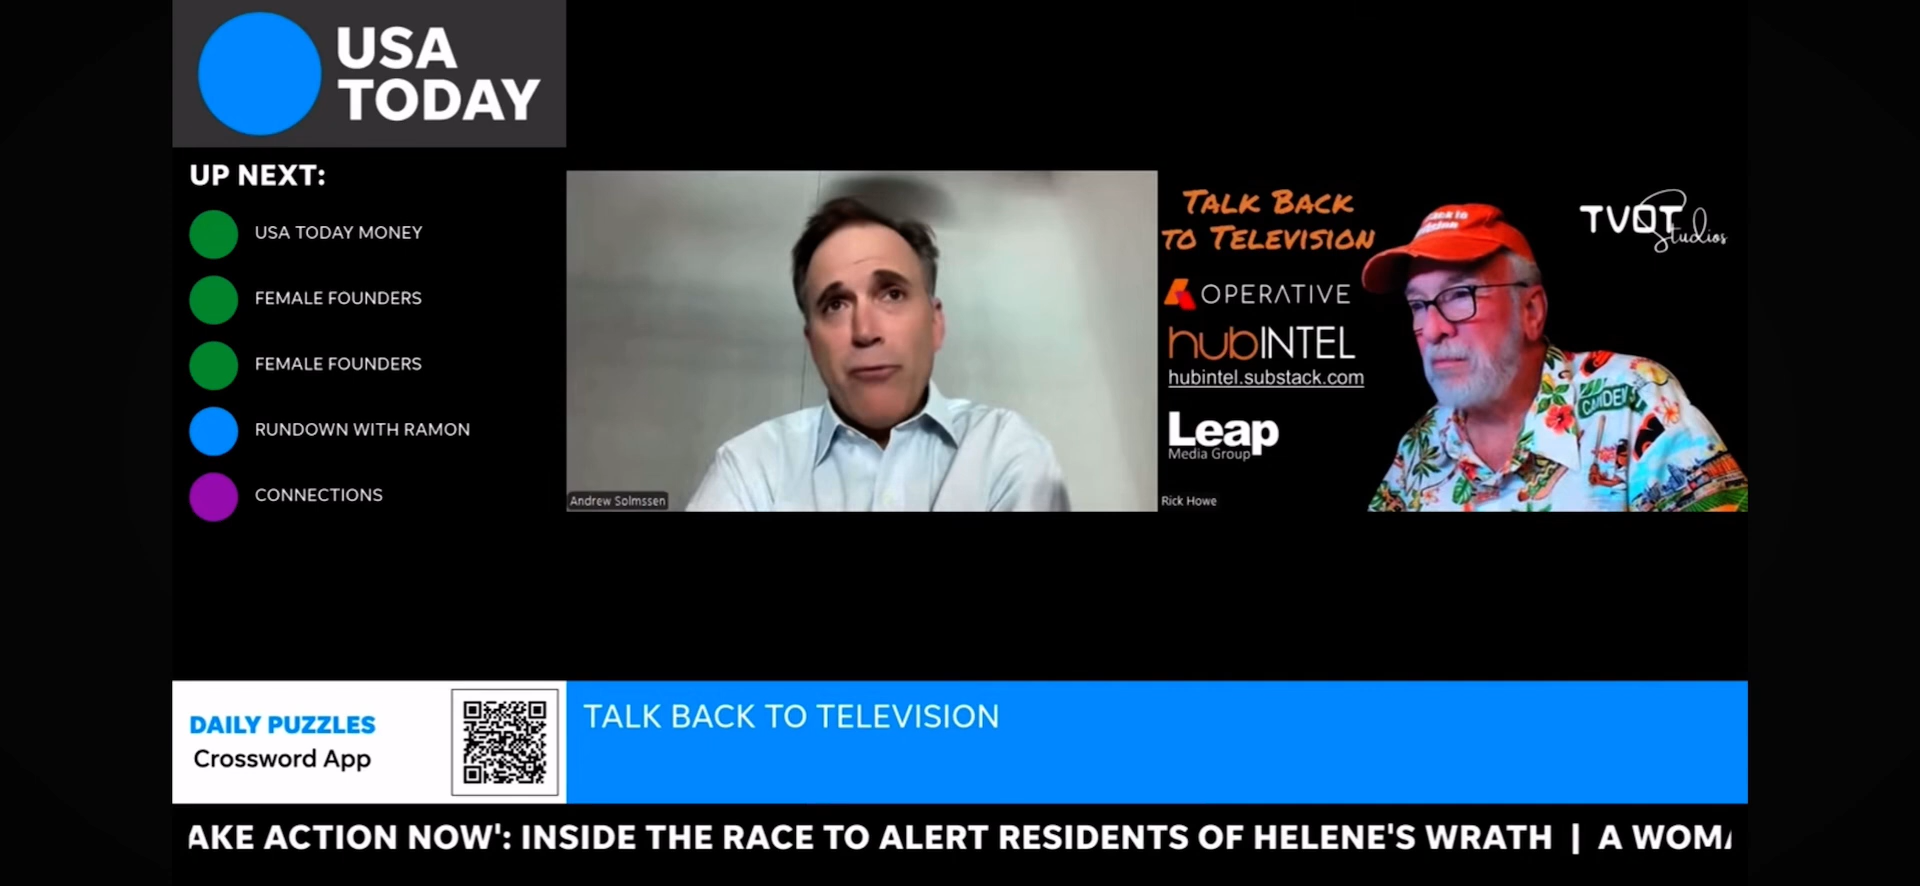 USA
TODAY
UP NEXT:
USA TODAY MONEY
FEMALE FOUNDERS
FEMALE FOUNDERS
RUNDOWN WITH RAMON
CONNECTIONS
Andrew Solmssen
TALK BACK
TO TELEVISION
OPERATIVE
hubINTEL
hubintel.substack.com
Leap
Media Group
Rick Howe
TVOT
Studios
DAILY PUZZLES
Crossword App
TALK BACK TO TELEVISION
AKE ACTION NOW': INSIDE THE RACE TO ALERT RESIDENTS OF HELENE'S WRATH | A WOMA